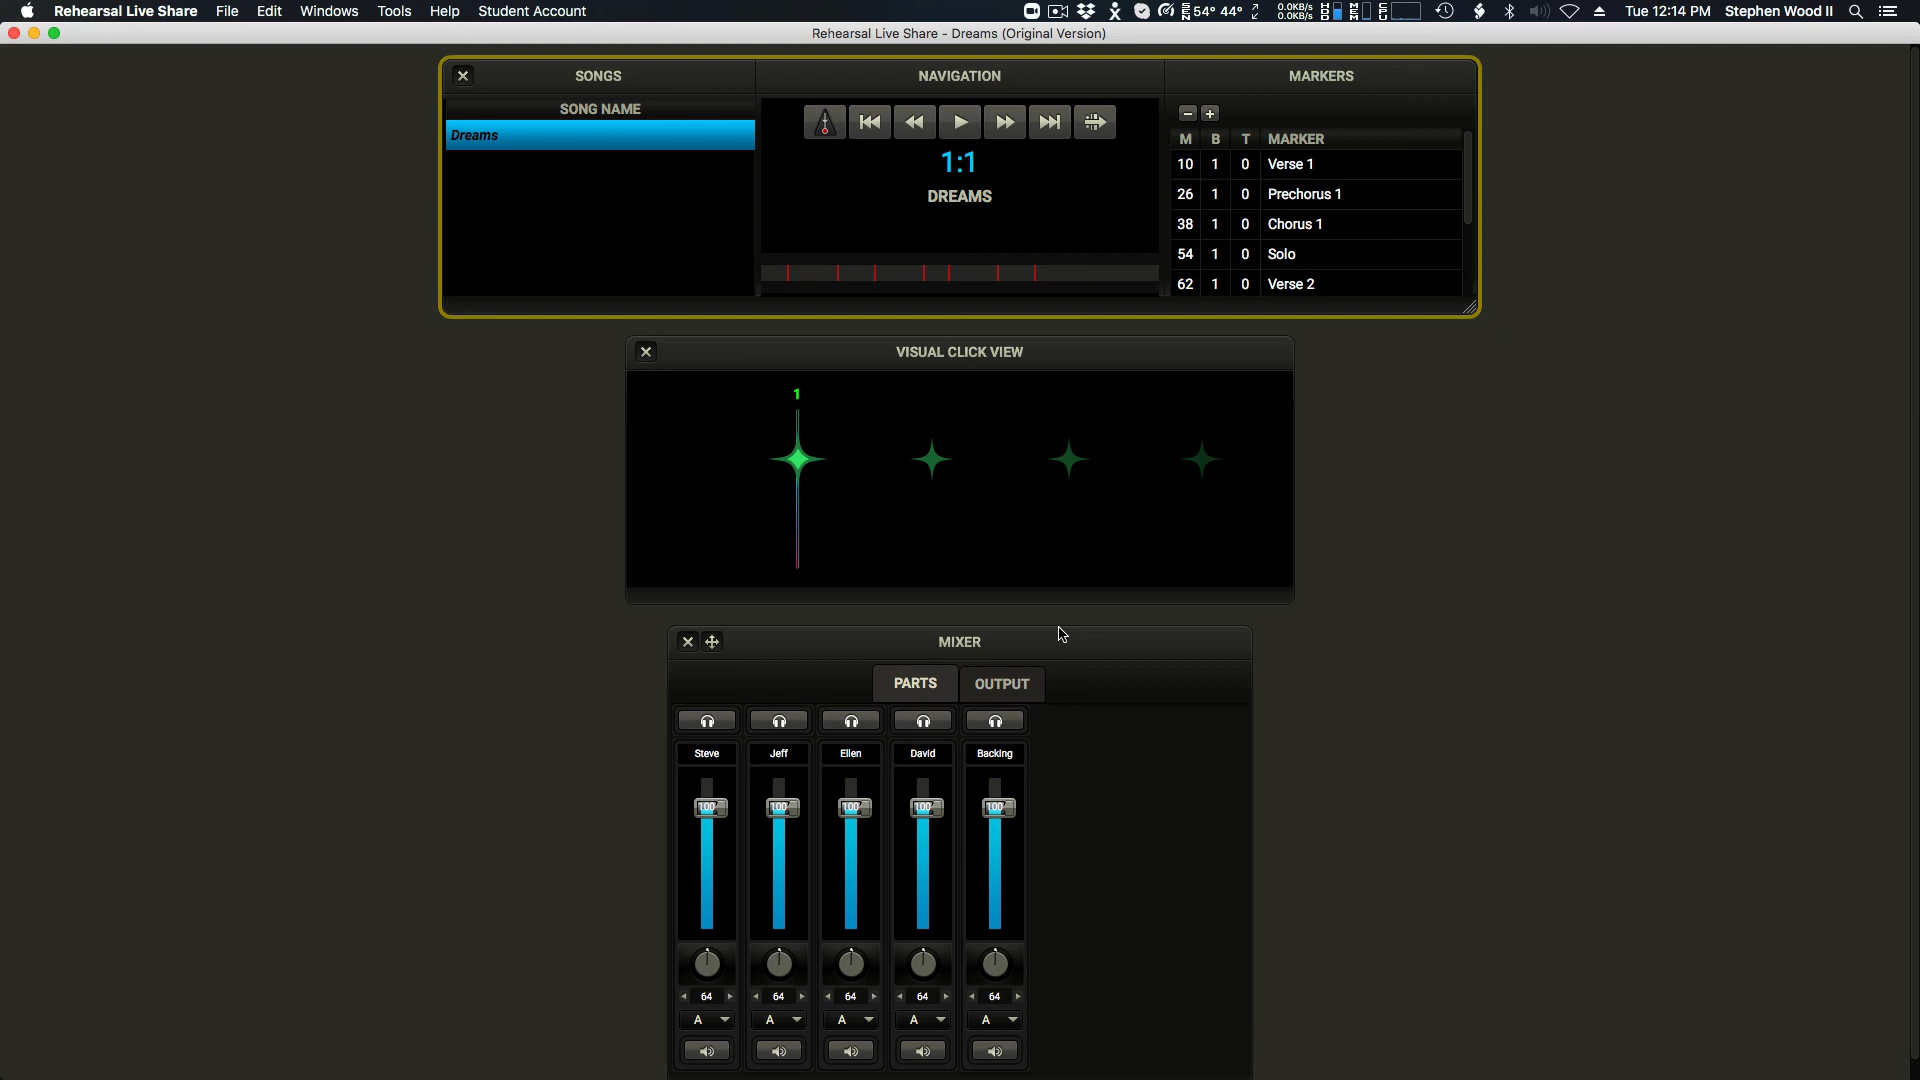 Rehearsal Live Share File Edit Windows Tools Help Student Account 54° 44° 0.0KB/s 0.0KB/s Tue 12:14 PM Stephen Wood II
Rehearsal Live Share - Dreams (Original Version)
SONGS NAVIGATION MARKERS
SONG NAME
Dreams
1:1
DREAMS
M B T MARKER
10 1 0 Verse 1
26 1 0 Prechorus 1
38 1 0 Chorus 1
54 1 0 Solo
62 1 0 Verse 2
VISUAL CLICK VIEW
1
MIXER
PARTS OUTPUT
Steve Jeff Ellen David Backing
100 100 100 100 100
64 64 64 64 64
A A A A A